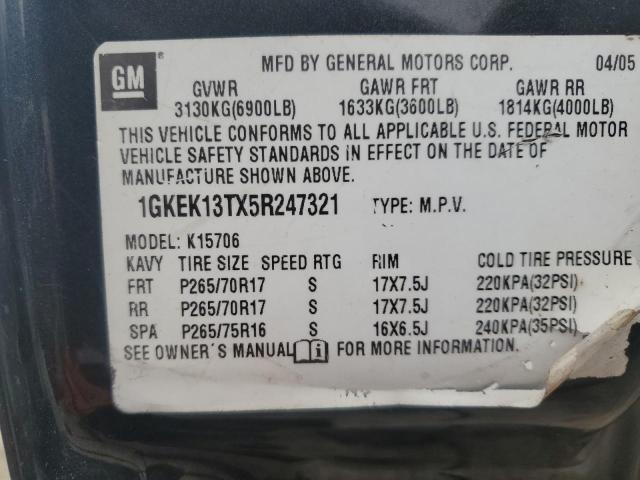 GM
MFD BY GENERAL MOTORS CORP. 04/05
GVWR GAWR FRT GAWR RR
3130KG(6900LB) 1633KG(3600LB) 1814KG(4000LB)
THIS VEHICLE CONFORMS TO ALL APPLICABLE U.S. FEDERAL MOTOR
VEHICLE SAFETY STANDARDS IN EFFECT ON THE DATE OF
MANUFACTURE SHOWN ABOVE.
1GKEK13TX5R247321 TYPE: M.P.V.
MODEL: K15706
KAVY TIRE SIZE SPEED RTG RIM COLD TIRE PRESSURE
FRT P265/70R17 S 17X7.5J 220KPA(32PSI)
RR P265/70R17 S 17X7.5J 220KPA(32PSI)
SPA P265/75R16 S 16X6.5J 240KPA(35PSI)
SEE OWNER'S MANUAL i FOR MORE INFORMATION.